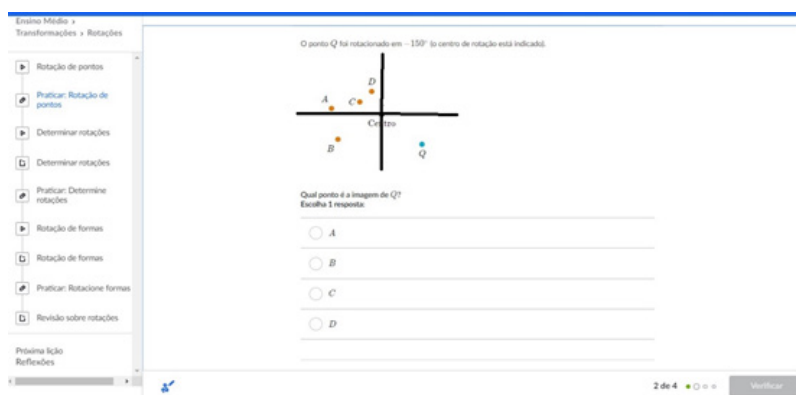 Ensino Médio >
Transformações > Rotações
Rotação de pontos
Praticar: Rotação de
pontos
Determinar rotações
Determinar rotações
Praticar: Determine
rotações
Rotação de formas
Rotação de formas
Praticar: Rotacione formas
Revisão sobre rotações
Próxima lição
Reflexões
O ponto Q foi rotacionado em −150° (o centro de rotação está indicado).
D
A
C
Centro
B
Q
Qual ponto é a imagem de Q?
Escolha 1 resposta:
A
B
C
D
2 de 4
Verificar